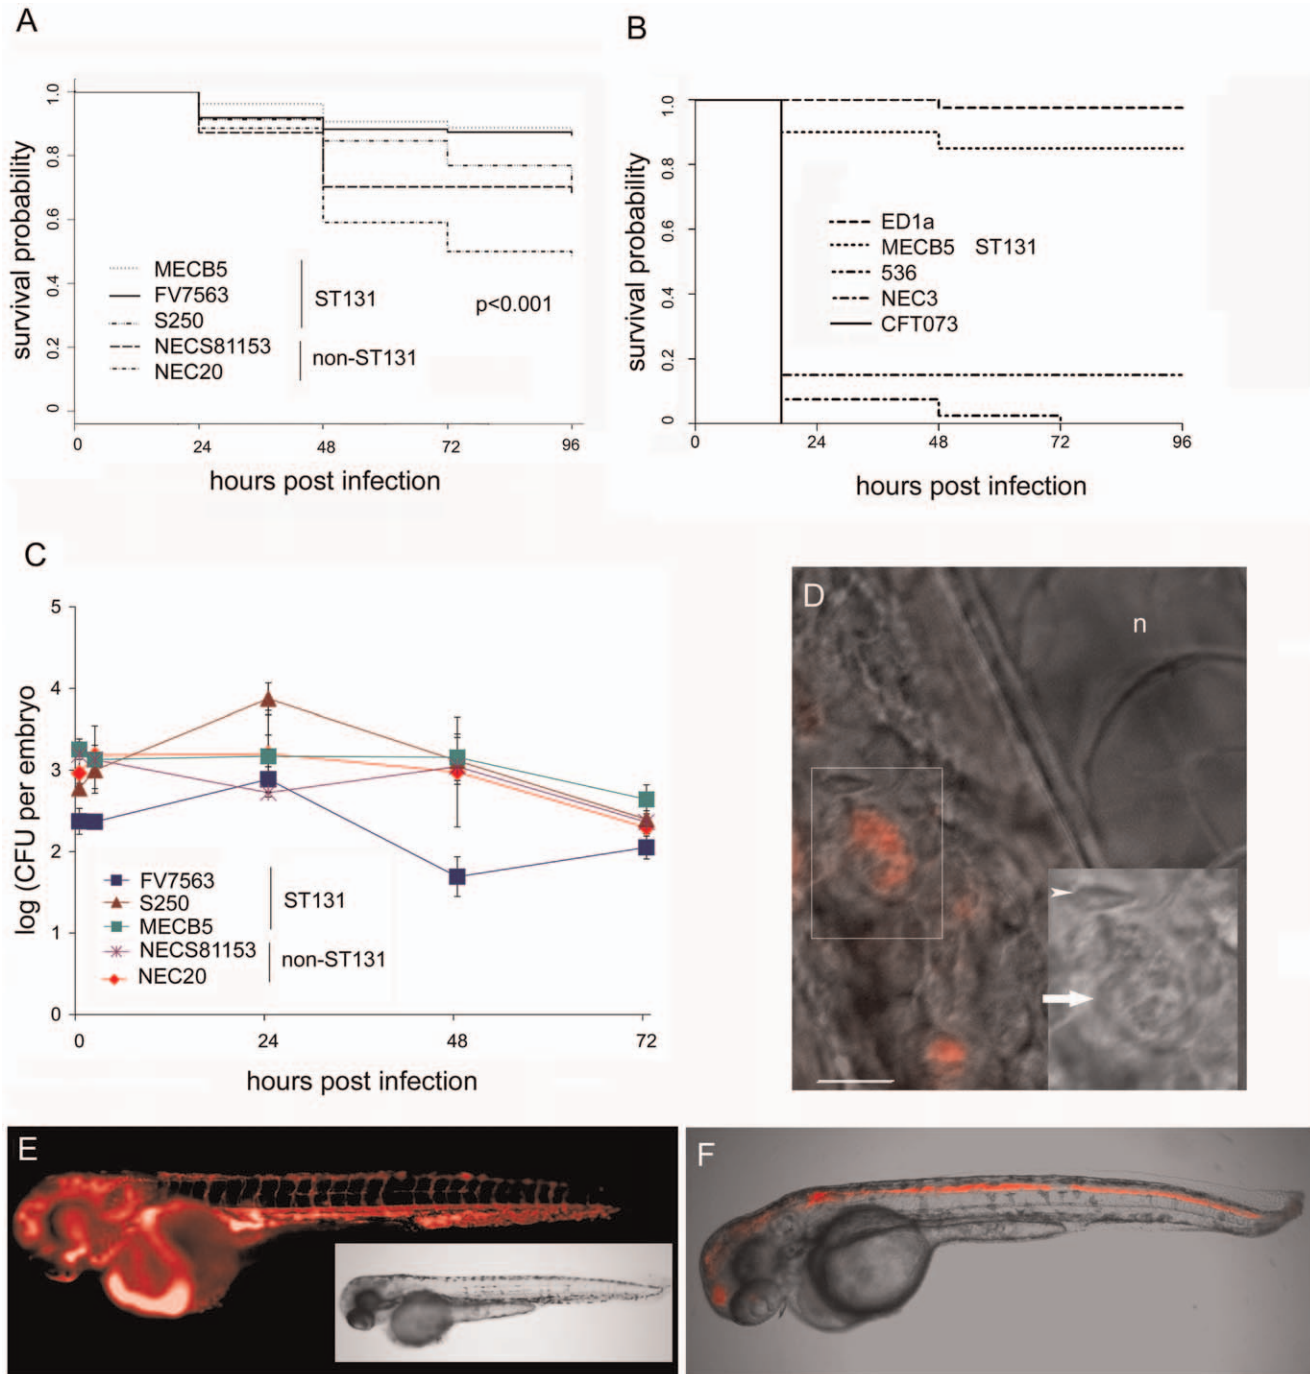 A
survival probability
1.0
0.8
0.6
0.4
0.2
0
MECB5
FV7563
S250
NECS81153
NEC20
ST131
non-ST131
p<0.001
0 24 48 72 96
hours post infection
B
survival probability
1.0
0.8
0.6
0.4
0.2
0
ED1a
MECB5 ST131
536
NEC3
CFT073
0 24 48 72 96
hours post infection
C
log (CFU per embryo
5
4
3
2
1
0
FV7563
S250
MECB5
NECS81153
NEC20
ST131
non-ST131
0 24 48 72
hours post infection
D
n
E
F